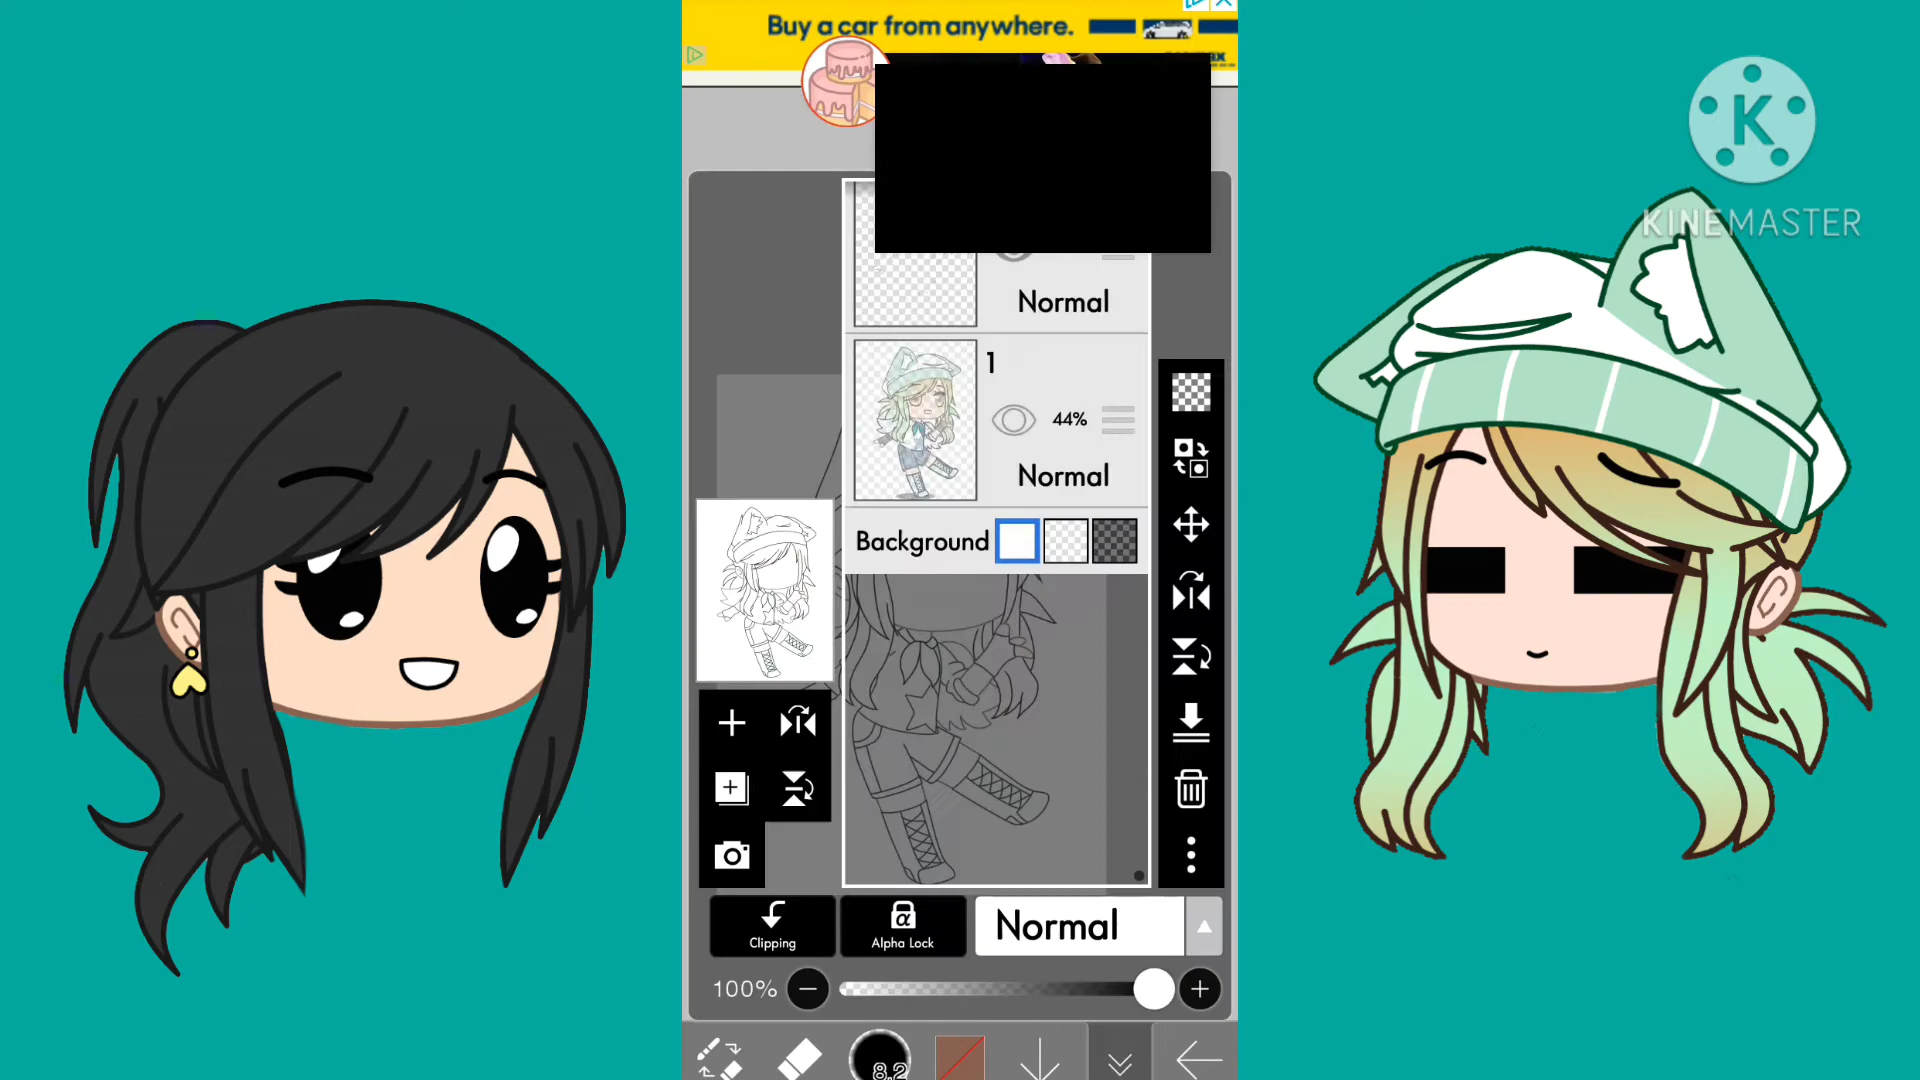 Buy a car from anywhere.
K
KINEMASTER
Normal
1
44%
Normal
Background
Clipping
α
Alpha Lock
Normal
100%
8.2